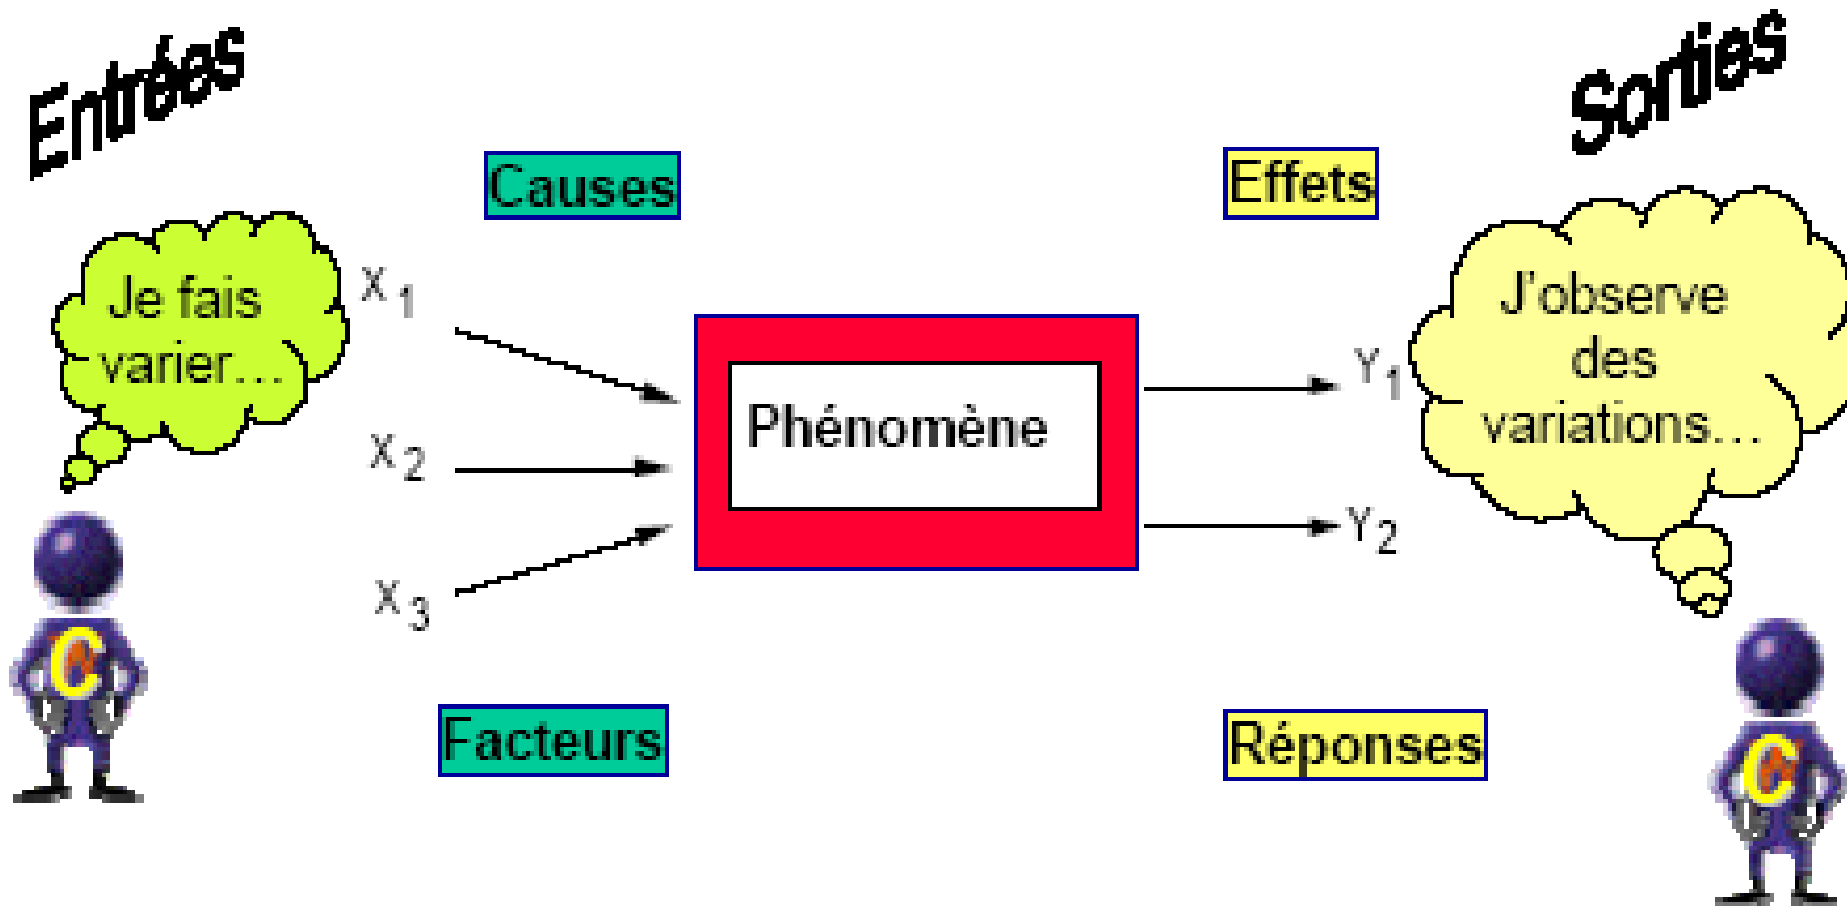 Entrées
Sorties
Causes
Effets
Je fais
varier...
X1
X2
X3
Phénomène
Y1
Y2
J'observe
des
variations...
Facteurs
Réponses